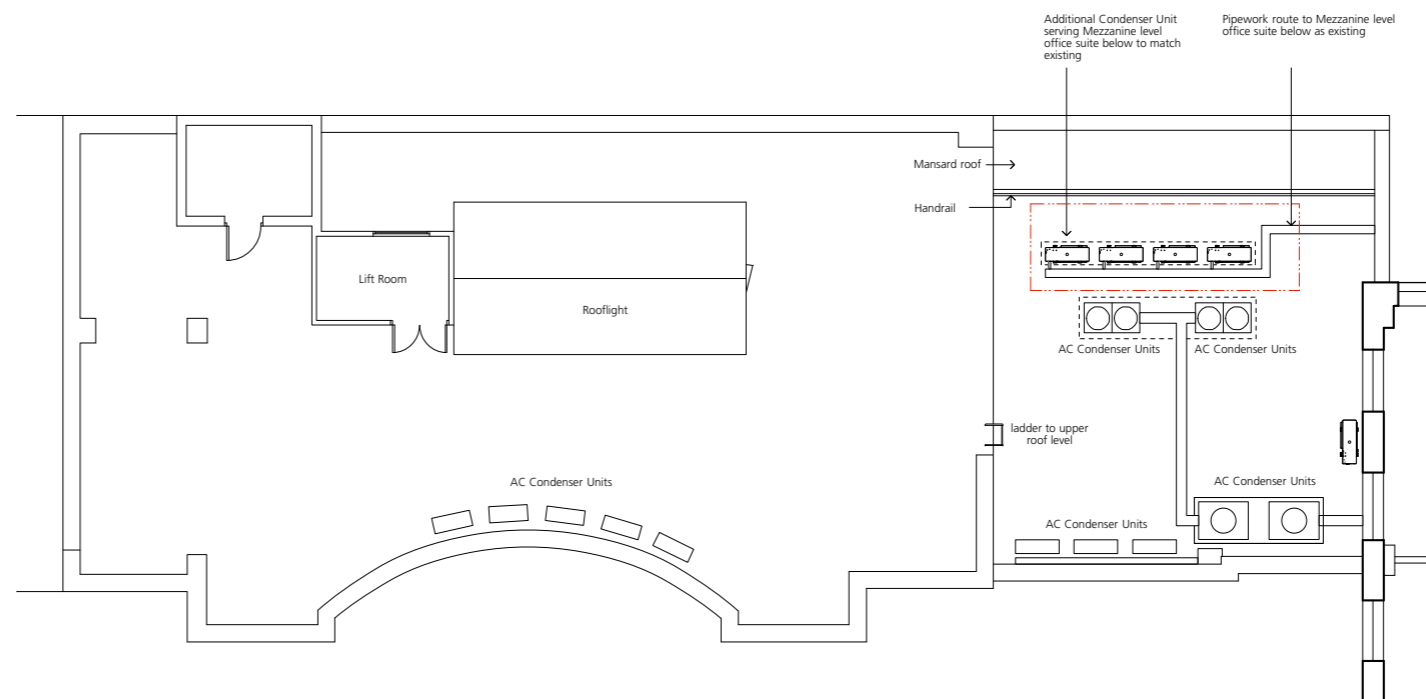 Additional Condenser Unit
serving Mezzanine level
office suite below to match
existing
Pipework route to Mezzanine level
office suite below as existing
Mansard roof
Handrail
Lift Room
Rooflight
AC Condenser Units
AC Condenser Units
ladder to upper
roof level
AC Condenser Units
AC Condenser Units
AC Condenser Units